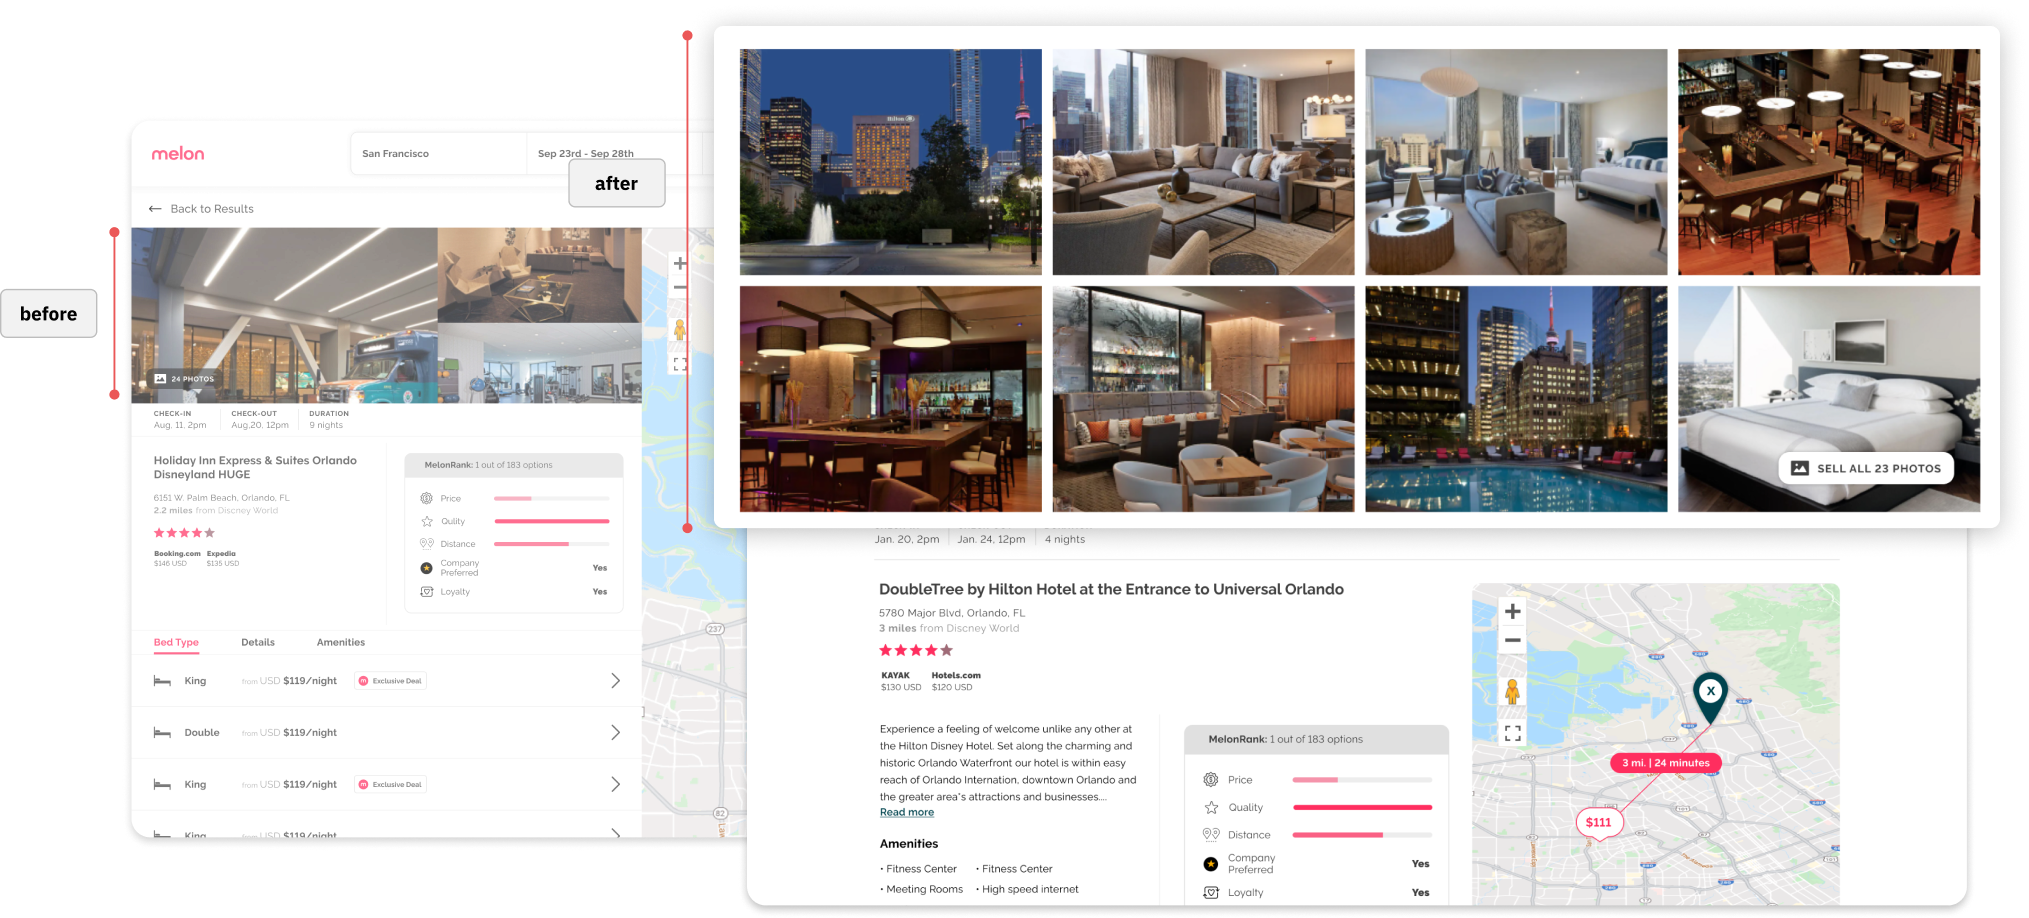 melon
San Francisco
Sep 23rd - Sep 28th
after
← Back to Results
before
24 PHOTOS
CHECK-IN
Aug. 11, 2pm
CHECK-OUT
Aug,20, 12pm
DURATION
9 nights
Holiday Inn Express & Suites Orlando
Disneyland HUGE
6151 W. Palm Beach, Orlando, FL
2.2 miles from Discney World
Booking.com Expedia
$146 USD $135 USD
MelonRank: 1 out of 183 options
Price
Qulity
Distance
Company
Preferred
Yes
Loyalty
Yes
Bed Type
Details
Amenities
King
from USD $119/night
Exclusive Deal
Double
from USD $119/night
King
from USD $119/night
Exclusive Deal
King
from USD $119/night
237
82
Hilton
SELL ALL 23 PHOTOS
Jan. 20, 2pm
Jan. 24, 12pm
4 nights
DoubleTree by Hilton Hotel at the Entrance to Universal Orlando
5780 Major Blvd, Orlando, FL
3 miles from Discney World
KAYAK Hotels.com
$130 USD $120 USD
Experience a feeling of welcome unlike any other at
the Hilton Disney Hotel. Set along the charming and
historic Orlando Waterfront our hotel is within easy
reach of Orlando Internation, downtown Orlando and
the greater area's attractions and businesses....
Read more
Amenities
• Fitness Center • Fitness Center
• Meeting Rooms • High speed internet
MelonRank: 1 out of 183 options
Price
Quality
Distance
Company
Preferred
Yes
Loyalty
Yes
X
3 mi. | 24 minutes
$111